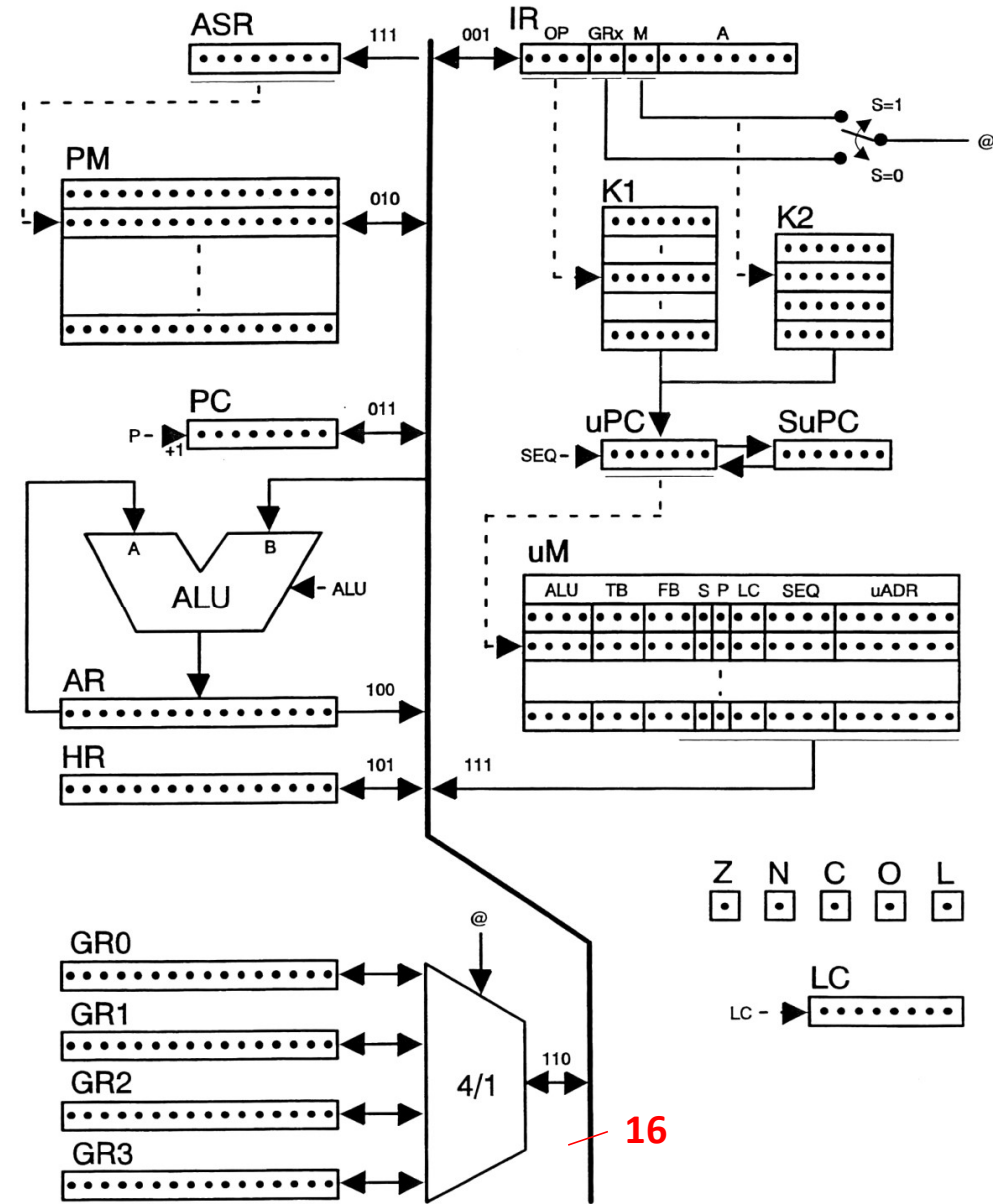 ASR
111
001
IR
OP GRx M A
S=1
@
S=0
PM
010
K1
K2
PC
011
P
+1
uPC
SuPC
SEQ
A
B
ALU
ALU
uM
ALU TB FB S P LC SEQ uADR
AR
100
HR
101
111
Z N C O L
@
GR0
LC
LC
GR1
GR2
4/1
110
GR3
16